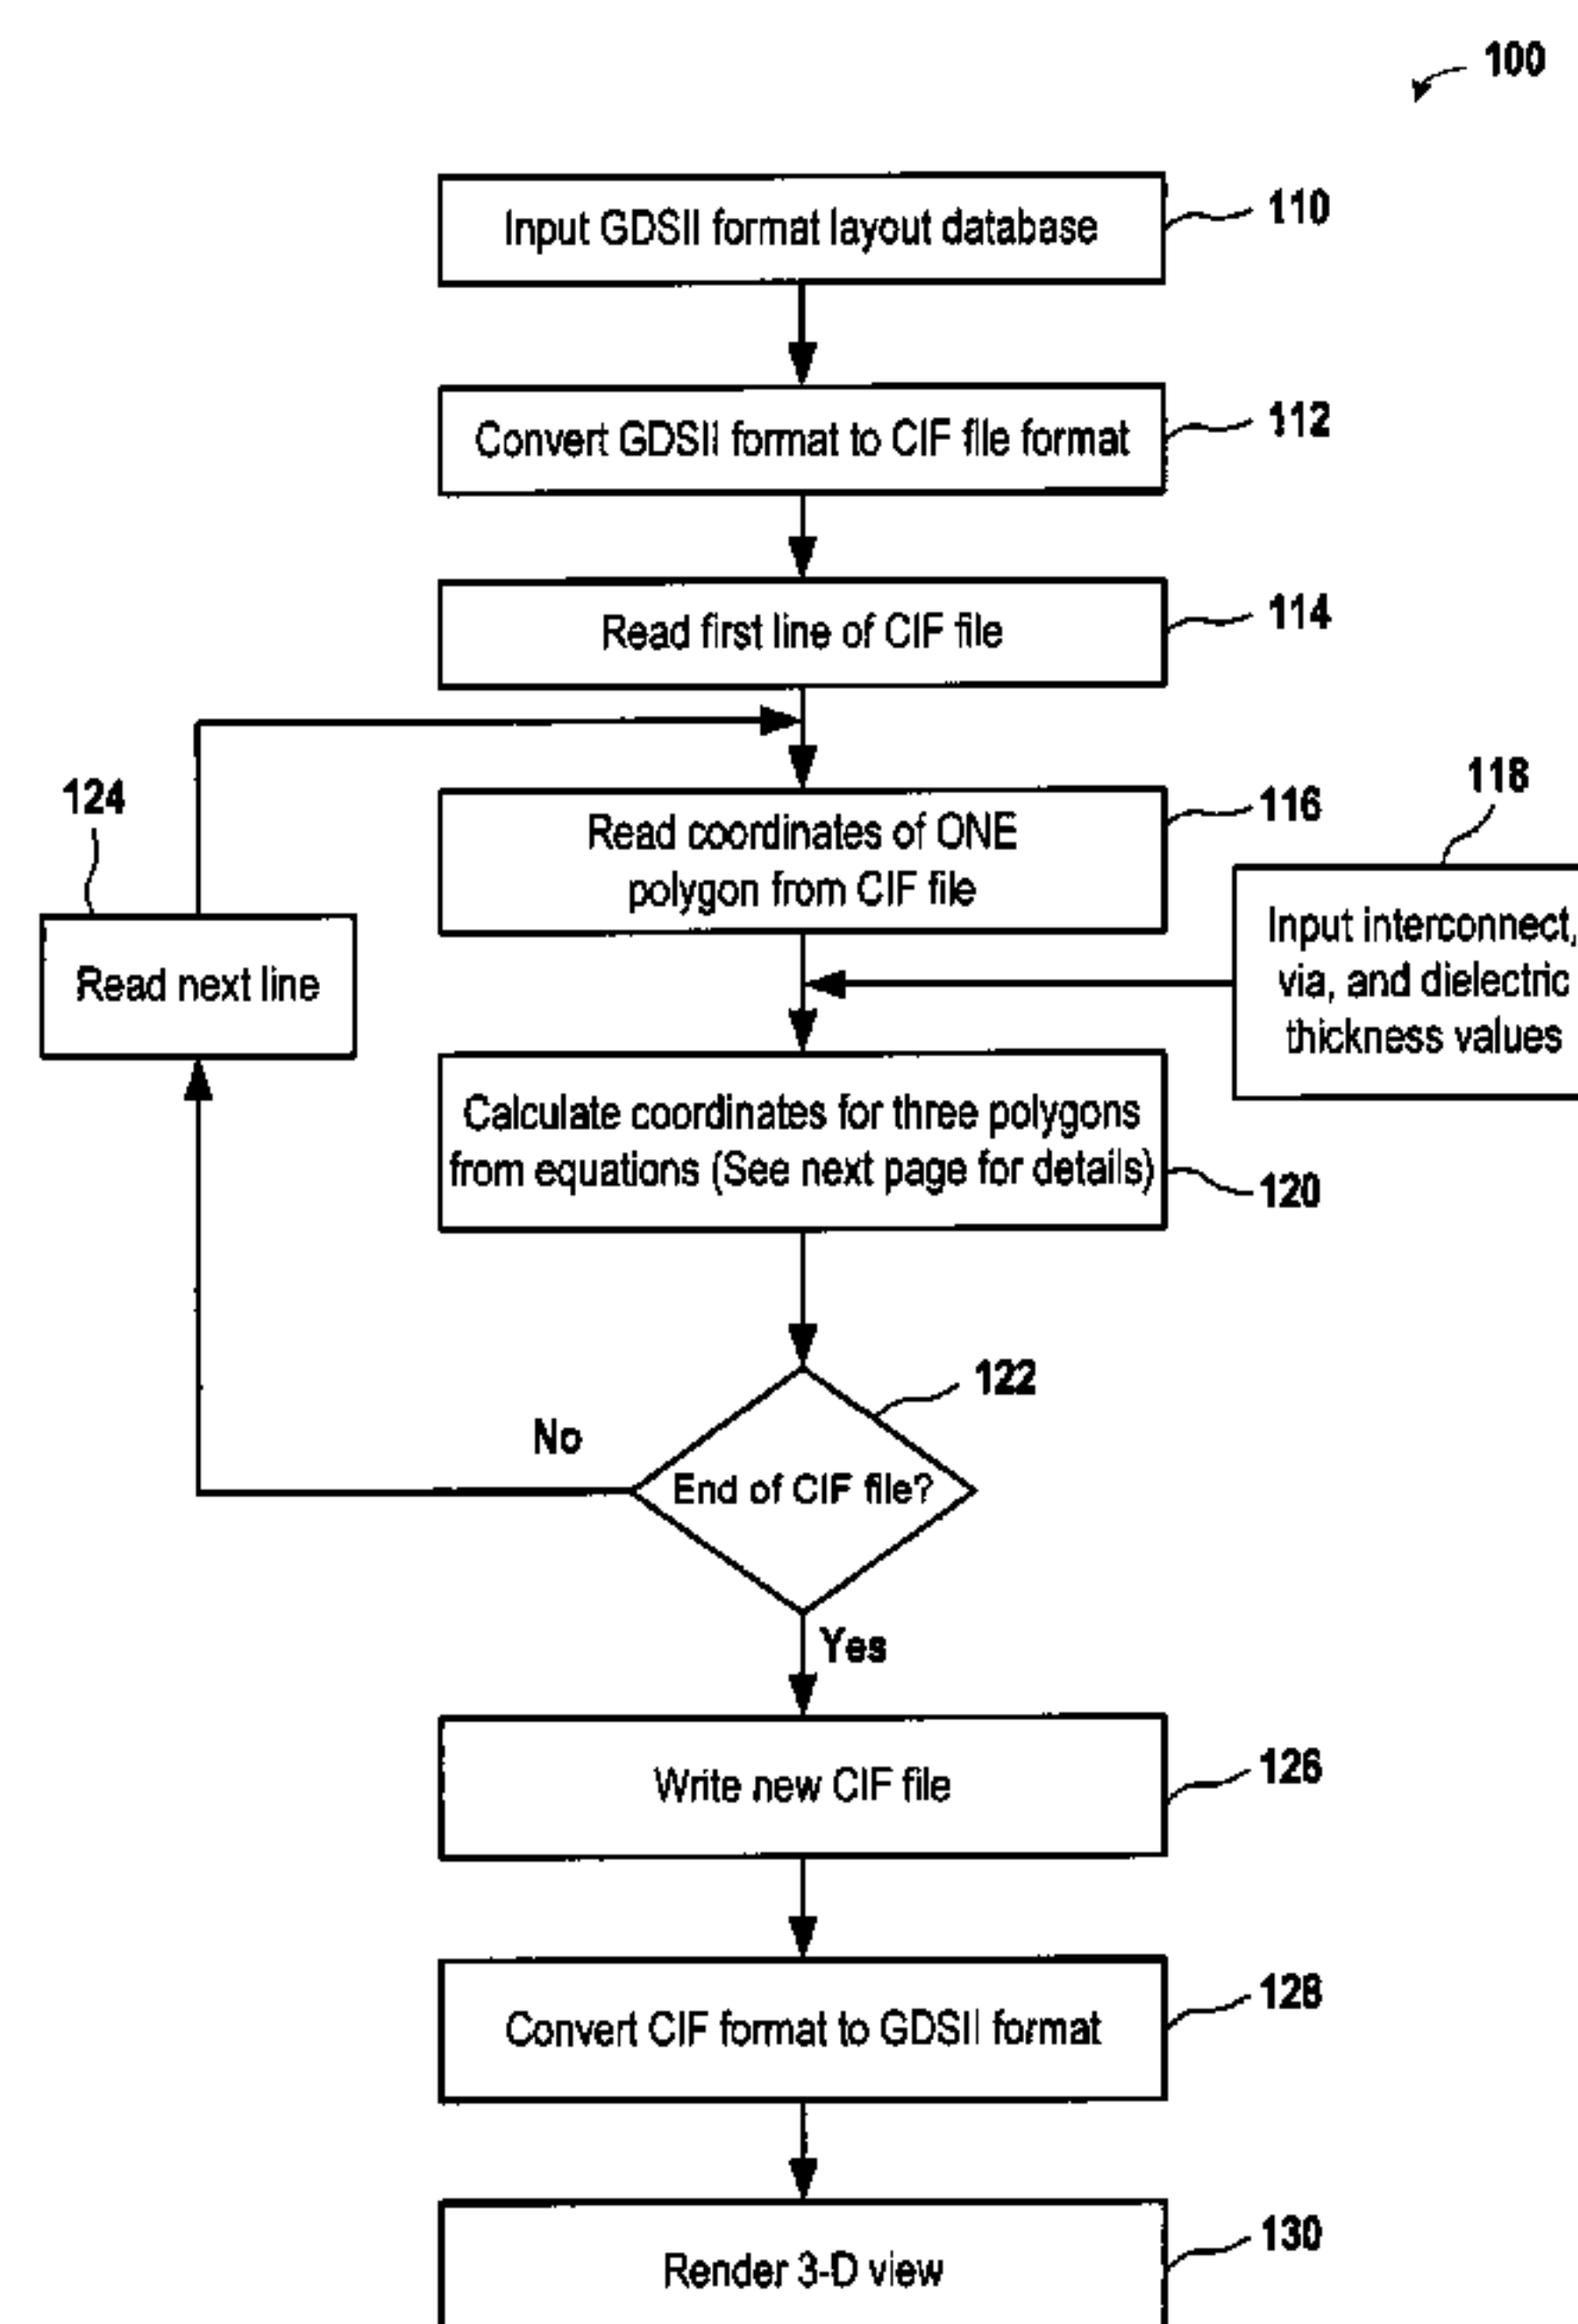 100
Input GDSII format layout database
110
Convert GDSII format to CIF file format
112
Read first line of CIF file
114
124
Read coordinates of ONE
polygon from CIF file
116
118
Read next line
Input interconnect,
via, and dielectric
thickness values
Calculate coordinates for three polygons
from equations (See next page for details)
120
122
No
End of CIF file?
Yes
Write new CIF file
126
Convert CIF format to GDSII format
128
Render 3-D view
130